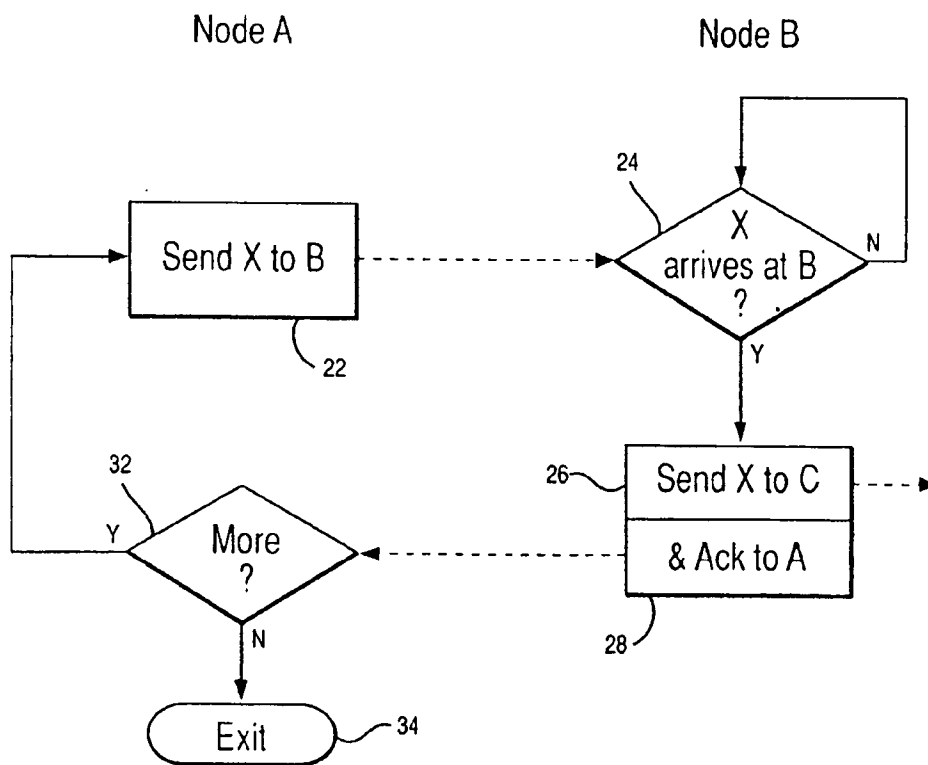 Node A
Node B
24
X
arrives at B
?
N
Send X to B
22
Y
26
Send X to C
& Ack to A
28
32
Y
More
?
N
Exit
34